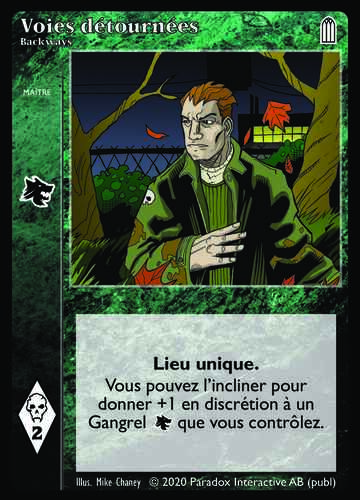 Voies détournées
Backways
MAÎTRE
Lieu unique.
Vous pouvez l'incliner pour
donner +1 en discrétion à un
Gangrel que vous contrôlez.
2
Illus. Mike Chaney © 2020 Paradox Interactive AB (publ)